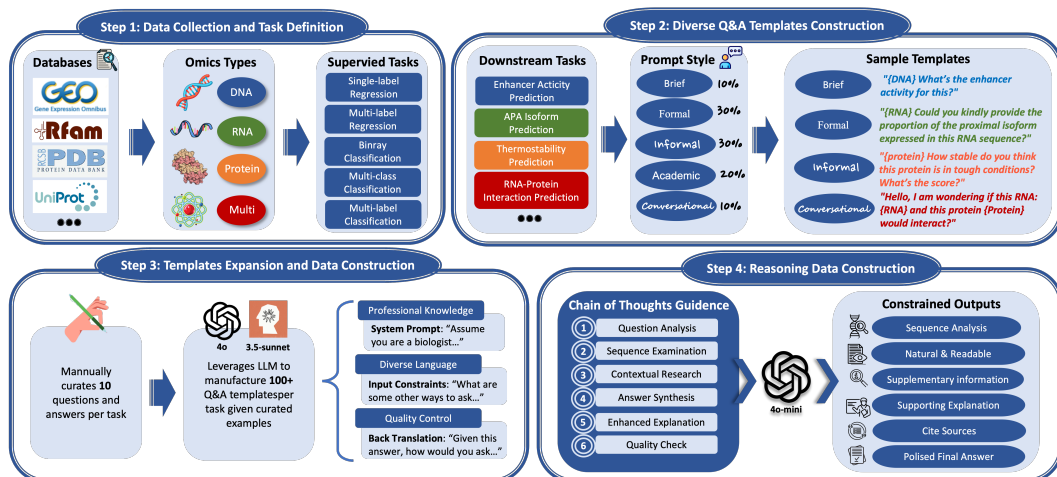 Step 1: Data Collection and Task Definition
Databases
GEO
Gene Expression Omnibus
Rfam
RCSB
PDB
PROTEIN DATA BANK
UniProt
Omics Types
DNA
RNA
Protein
Multi
Supervied Tasks
Single-label
Regression
Multi-label
Regression
Binray
Classification
Multi-class
Classification
Multi-label
Classification
Step 2: Diverse Q&A Templates Construction
Downstream Tasks
Enhancer Acticity
Prediction
APA Isoform
Prediction
Thermostability
Prediction
RNA-Protein
Interaction Prediction
Prompt Style
Brief 10%
Formal 30%
Informal 30%
Academic 20%
Conversational 10%
Sample Templates
Brief
"{DNA} What's the enhancer
activity for this?"
Formal
"{RNA} Could you kindly provide the
proportion of the proximal isoform
expressed in this RNA sequence?"
Informal
"{protein} How stable do you think
this protein is in tough conditions?
What's the score?"
Conversational
"Hello, I am wondering if this RNA:
{RNA} and this protein {Protein}
would interact?"
Step 3: Templates Expansion and Data Construction
Mannually
curates 10
questions and
answers per task
4o
3.5-sunnet
Leverages LLM to
manufacture 100+
Q&A templatesper
task given curated
examples
Professional Knowledge
System Prompt: “Assume
you are a biologist…”
Diverse Language
Input Constraints: “What are
some other ways to ask…”
Quality Control
Back Translation: “Given this
answer, how would you ask…”
Step 4: Reasoning Data Construction
Chain of Thoughts Guidence
1 Question Analysis
2 Sequence Examination
3 Contextual Research
4 Answer Synthesis
5 Enhanced Explanation
6 Quality Check
4o-mini
Constrained Outputs
Sequence Analysis
Natural & Readable
Supplementary information
Supporting Explanation
Cite Sources
Polised Final Answer